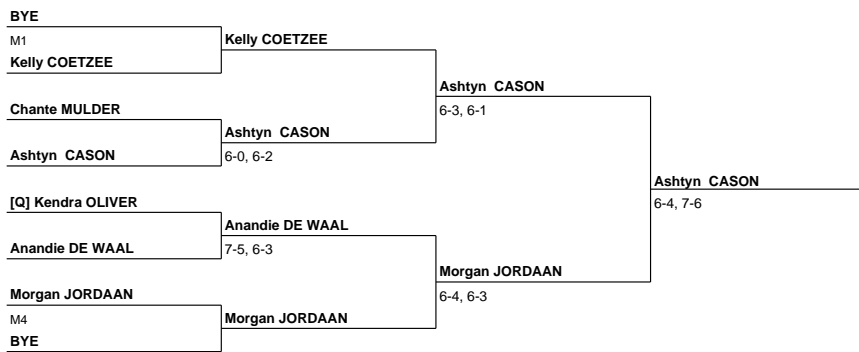 BYE
M1
Kelly COETZEE
Chante MULDER
Ashtyn CASON
[Q] Kendra OLIVER
Anandie DE WAAL
Morgan JORDAAN
M4
BYE
Kelly COETZEE
Ashtyn CASON
6-0, 6-2
Anandie DE WAAL
7-5, 6-3
Morgan JORDAAN
Ashtyn CASON
6-3, 6-1
Morgan JORDAAN
6-4, 6-3
Ashtyn CASON
6-4, 7-6